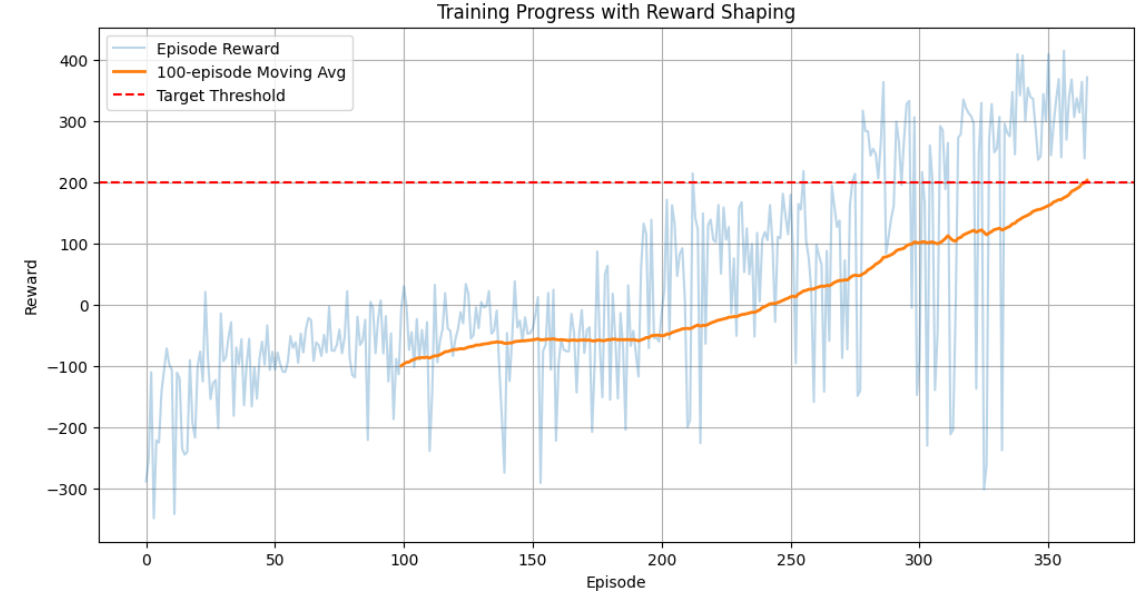 Training Progress with Reward Shaping
Episode Reward
100-episode Moving Avg
Target Threshold
Reward
400
300
200
100
0
−100
−200
−300
0 50 100 150 200 250 300 350
Episode